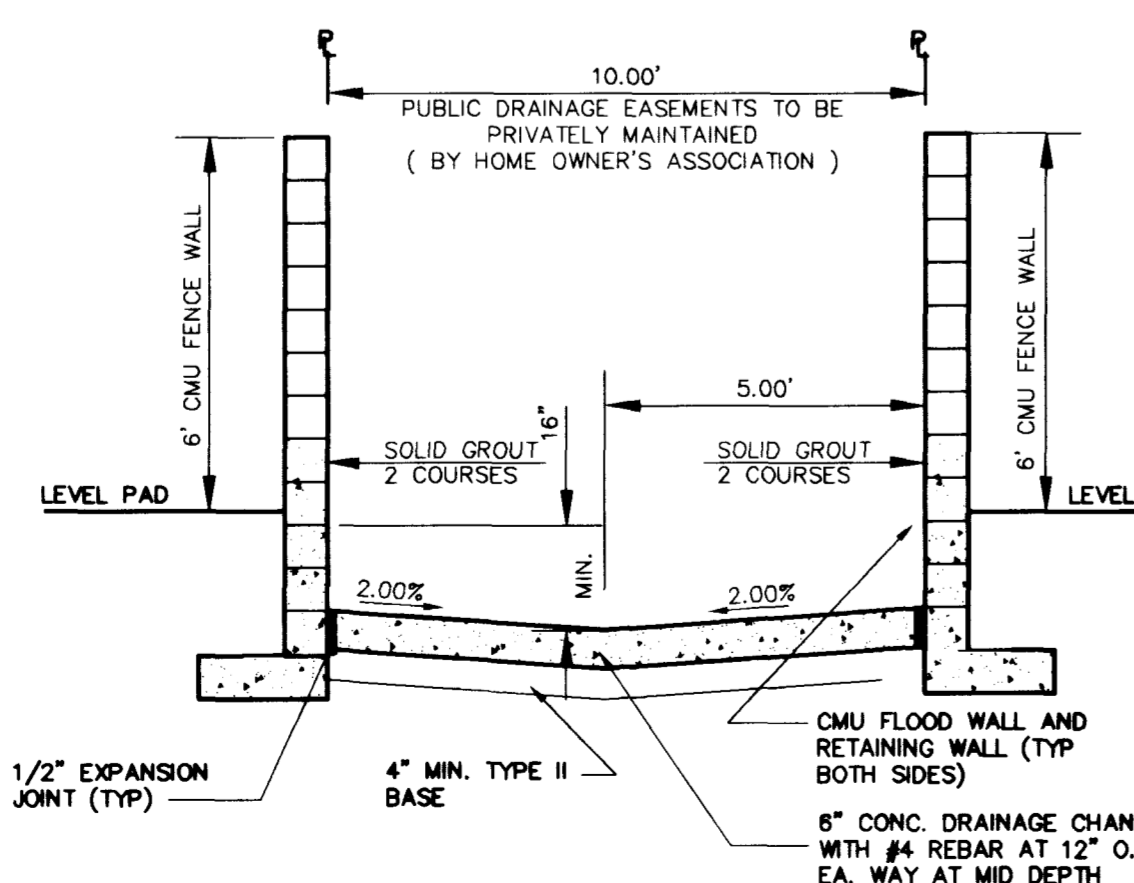 PL PL
10.00'
PUBLIC DRAINAGE EASEMENTS TO BE
PRIVATELY MAINTAINED
( BY HOME OWNER'S ASSOCIATION )
6' CMU FENCE WALL
6' CMU FENCE WALL
5.00'
16"
MIN.
SOLID GROUT
2 COURSES
SOLID GROUT
2 COURSES
LEVEL PAD
LEVEL
2.00%
2.00%
CMU FLOOD WALL AND
RETAINING WALL (TYP
BOTH SIDES)
1/2" EXPANSION
JOINT (TYP)
4" MIN. TYPE II
BASE
6" CONC. DRAINAGE CHAN
WITH #4 REBAR AT 12" O.
EA. WAY AT MID DEPTH